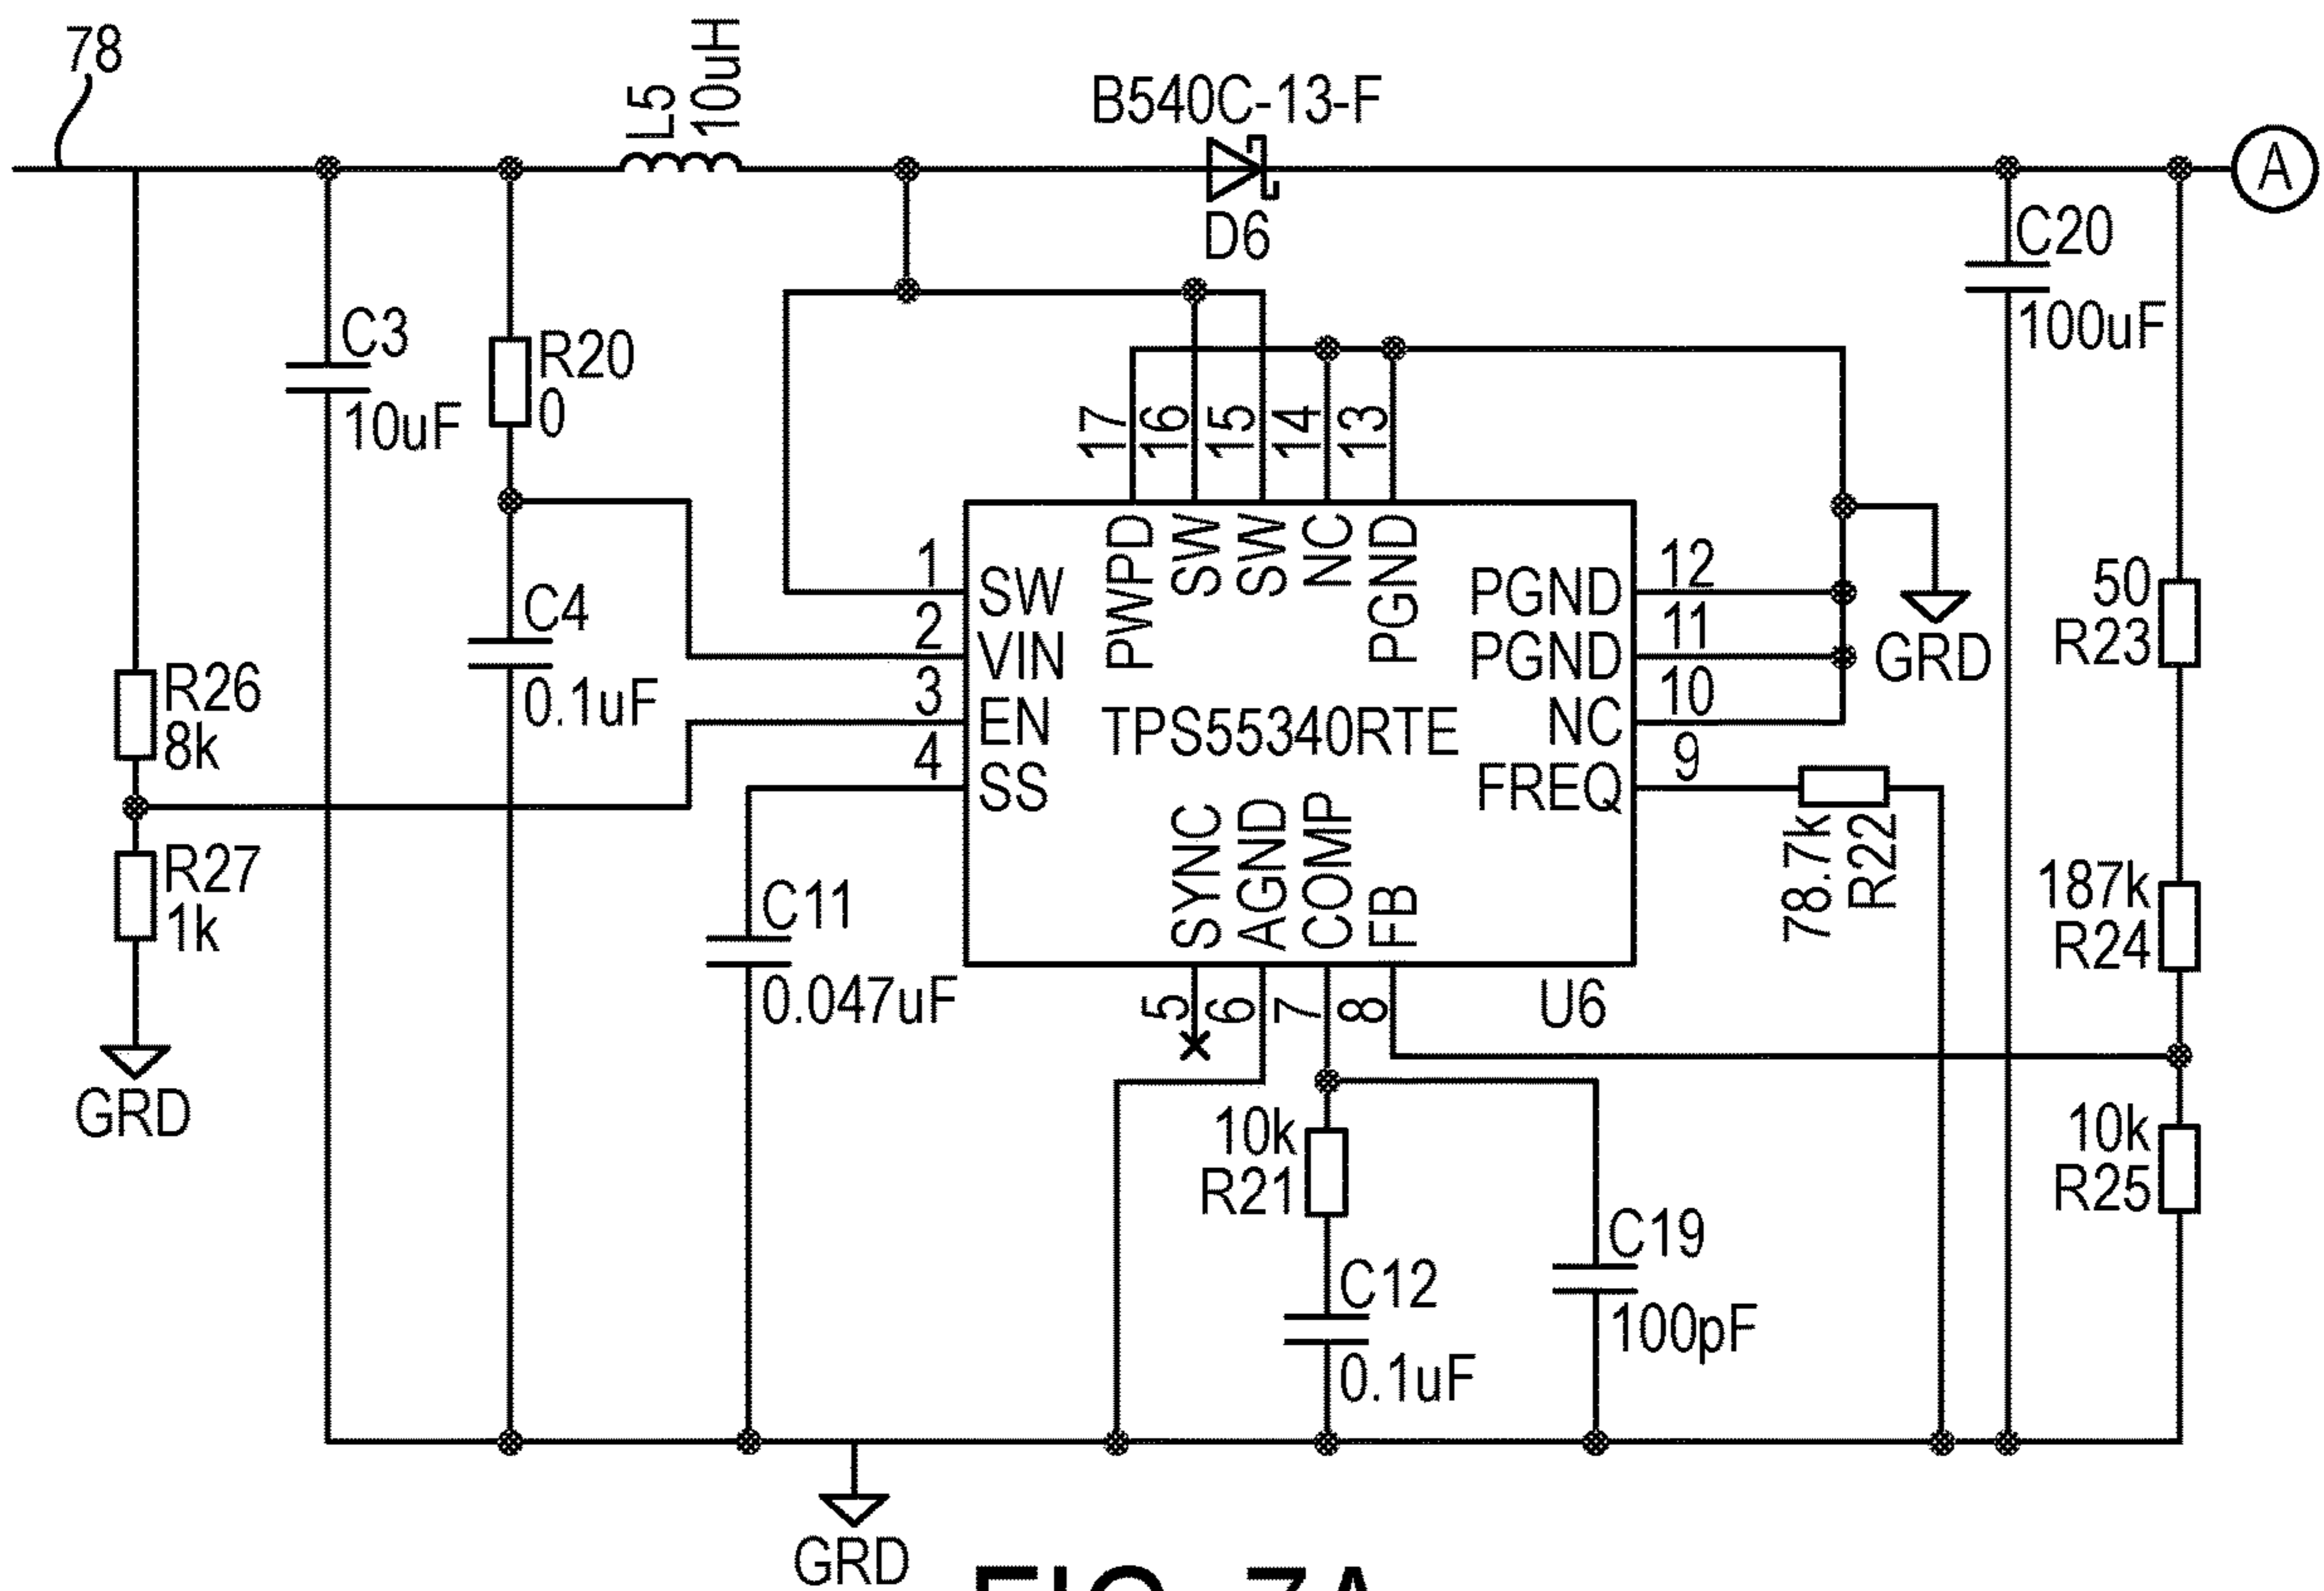 78
L5
10uH
B540C-13-F
D6
A
C20
100uF
C3
10uF
R20
0
17
16
15
14
13
PWPD
SW
SW
NC
PGND
1
SW
2
VIN
3
EN
4
SS
TPS55340RTE
PGND
12
PGND
11
NC
10
FREQ
9
GRD
50
R23
C4
0.1uF
R26
8k
R27
1k
GRD
C11
0.047uF
SYNC
AGND
COMP
FB
5
6
7
8
U6
78.7k
R22
187k
R24
10k
R21
10k
R25
C12
0.1uF
C19
100pF
GRD